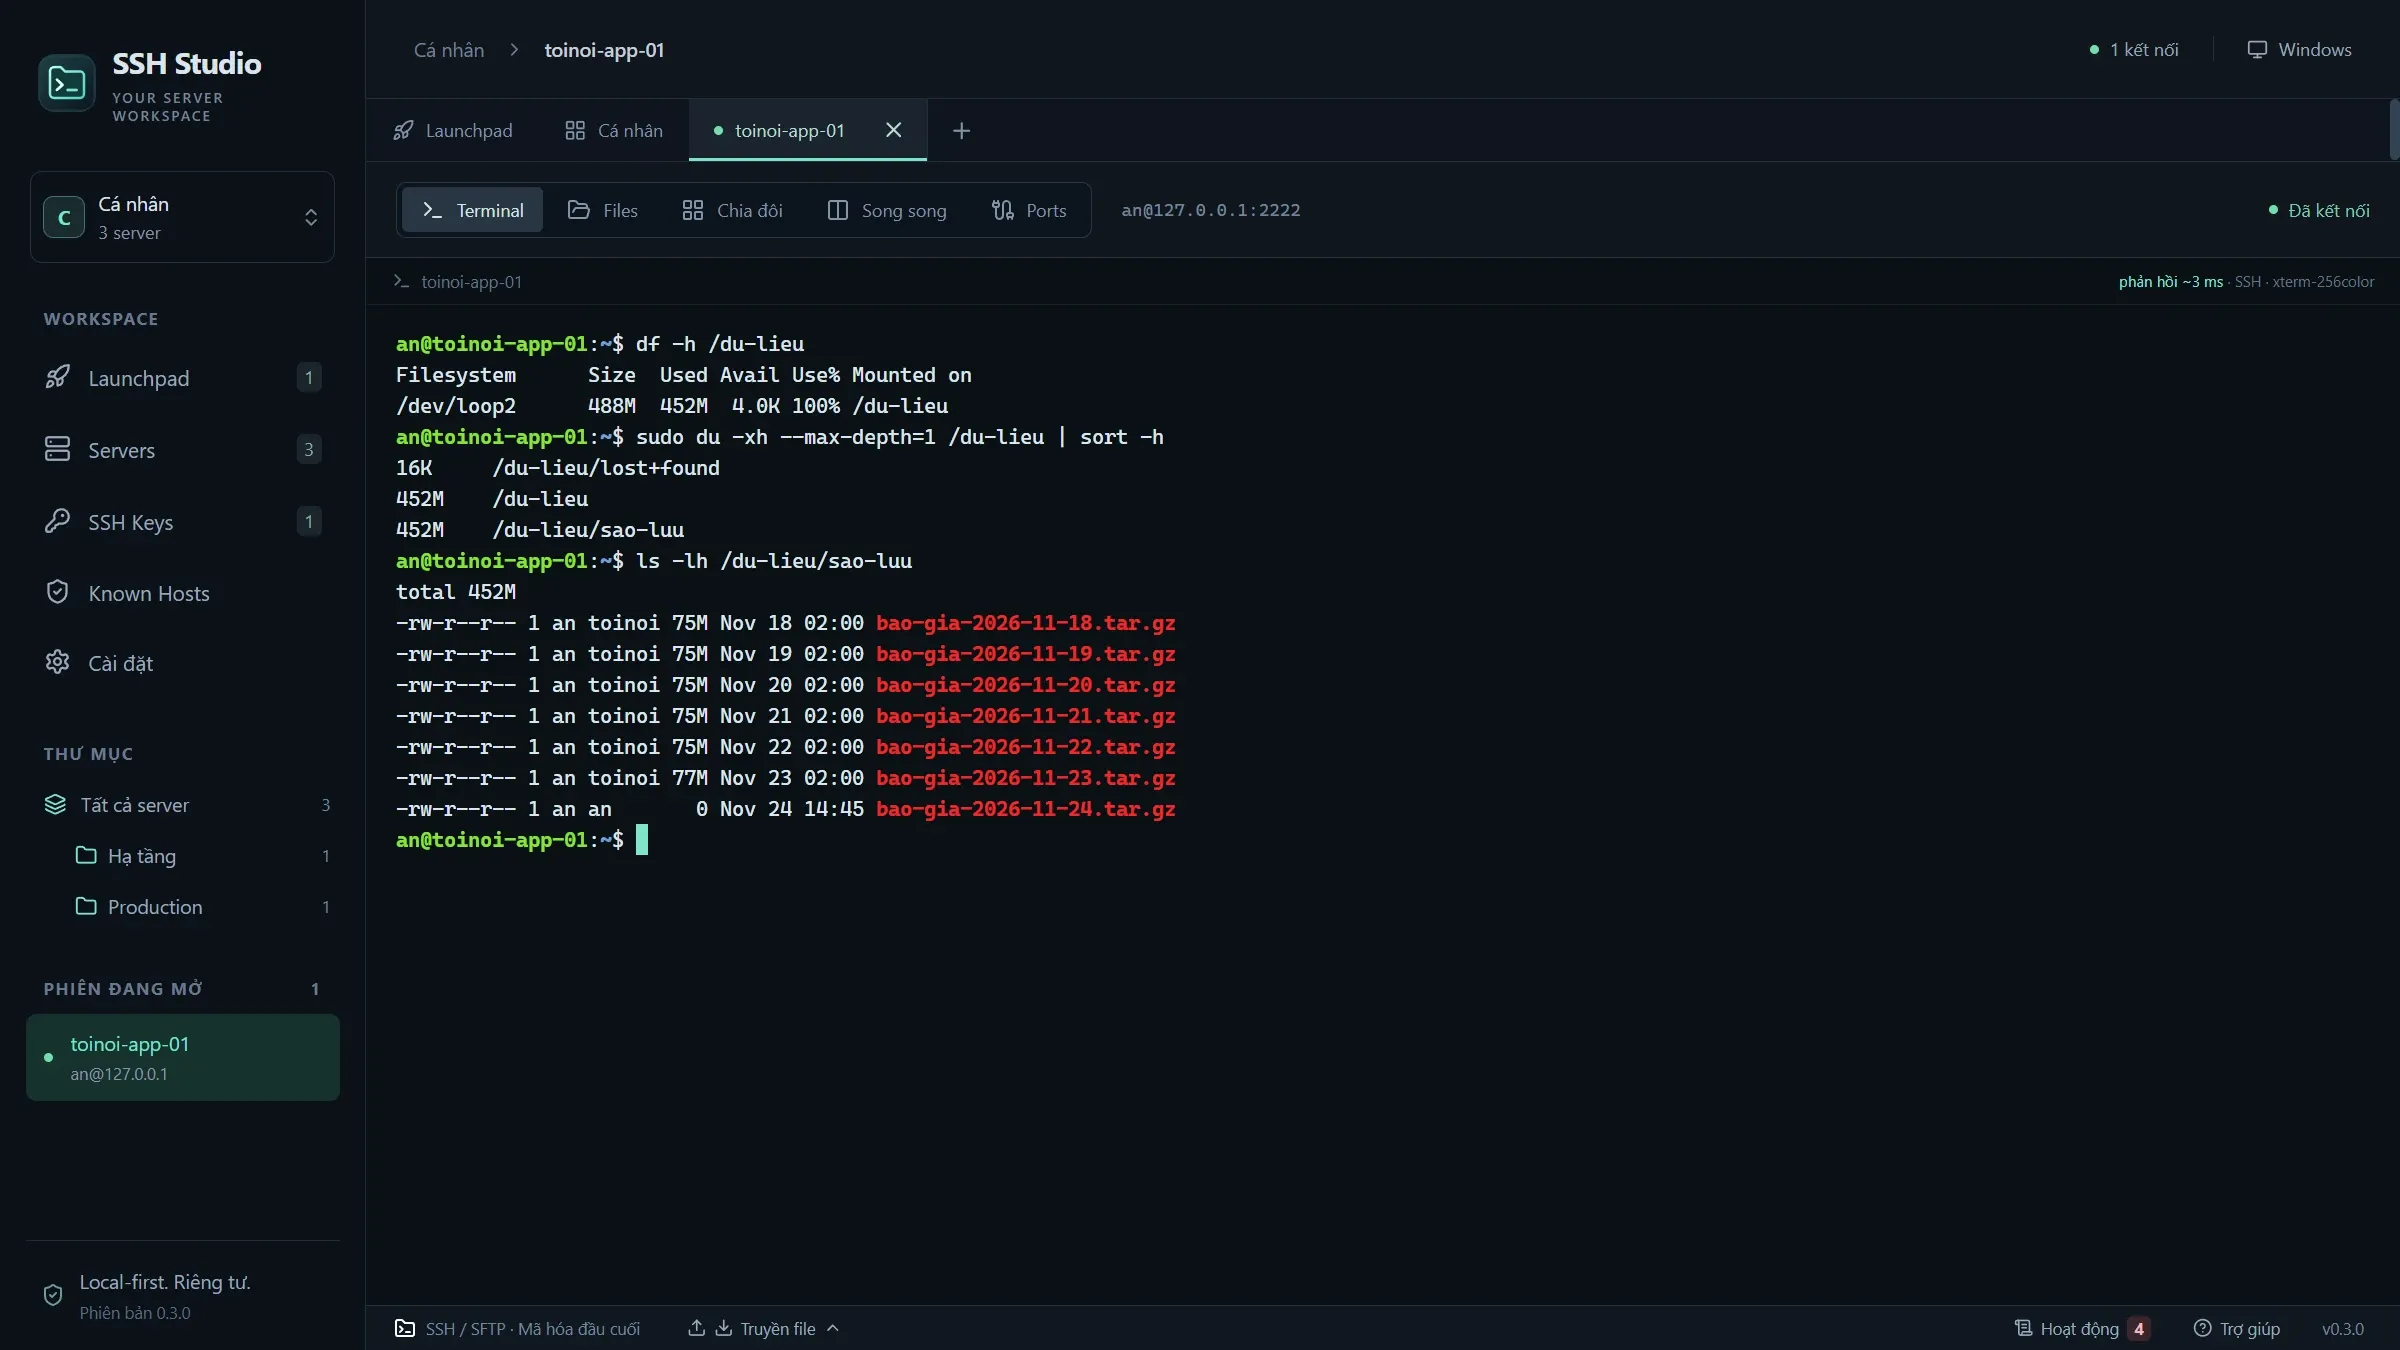 SSH Studio
YOUR SERVER
WORKSPACE
C
Cá nhân
3 server
WORKSPACE
Launchpad 1
Servers 3
SSH Keys 1
Known Hosts
Cài đặt
THƯ MỤC
Tất cả server 3
Hạ tầng 1
Production 1
PHIÊN ĐANG MỞ 1
toinoi-app-01
an@127.0.0.1
Local-first. Riêng tư.
Phiên bản 0.3.0
Cá nhân > toinoi-app-01
1 kết nối
Windows
Launchpad
Cá nhân
toinoi-app-01
Terminal
Files
Chia đôi
Song song
Ports
an@127.0.0.1:2222
Đã kết nối
toinoi-app-01
phản hồi ~3 ms · SSH · xterm-256color
an@toinoi-app-01:~$ df -h /du-lieu
Filesystem      Size  Used Avail Use% Mounted on
/dev/loop2      488M  452M  4.0K 100% /du-lieu
an@toinoi-app-01:~$ sudo du -xh --max-depth=1 /du-lieu | sort -h
16K     /du-lieu/lost+found
452M    /du-lieu
452M    /du-lieu/sao-luu
an@toinoi-app-01:~$ ls -lh /du-lieu/sao-luu
total 452M
-rw-r--r-- 1 an toinoi 75M Nov 18 02:00 bao-gia-2026-11-18.tar.gz
-rw-r--r-- 1 an toinoi 75M Nov 19 02:00 bao-gia-2026-11-19.tar.gz
-rw-r--r-- 1 an toinoi 75M Nov 20 02:00 bao-gia-2026-11-20.tar.gz
-rw-r--r-- 1 an toinoi 75M Nov 21 02:00 bao-gia-2026-11-21.tar.gz
-rw-r--r-- 1 an toinoi 75M Nov 22 02:00 bao-gia-2026-11-22.tar.gz
-rw-r--r-- 1 an toinoi 77M Nov 23 02:00 bao-gia-2026-11-23.tar.gz
-rw-r--r-- 1 an an       0 Nov 24 14:45 bao-gia-2026-11-24.tar.gz
an@toinoi-app-01:~$
SSH / SFTP · Mã hóa đầu cuối
Truyền file
Hoạt động 4
Trợ giúp
v0.3.0